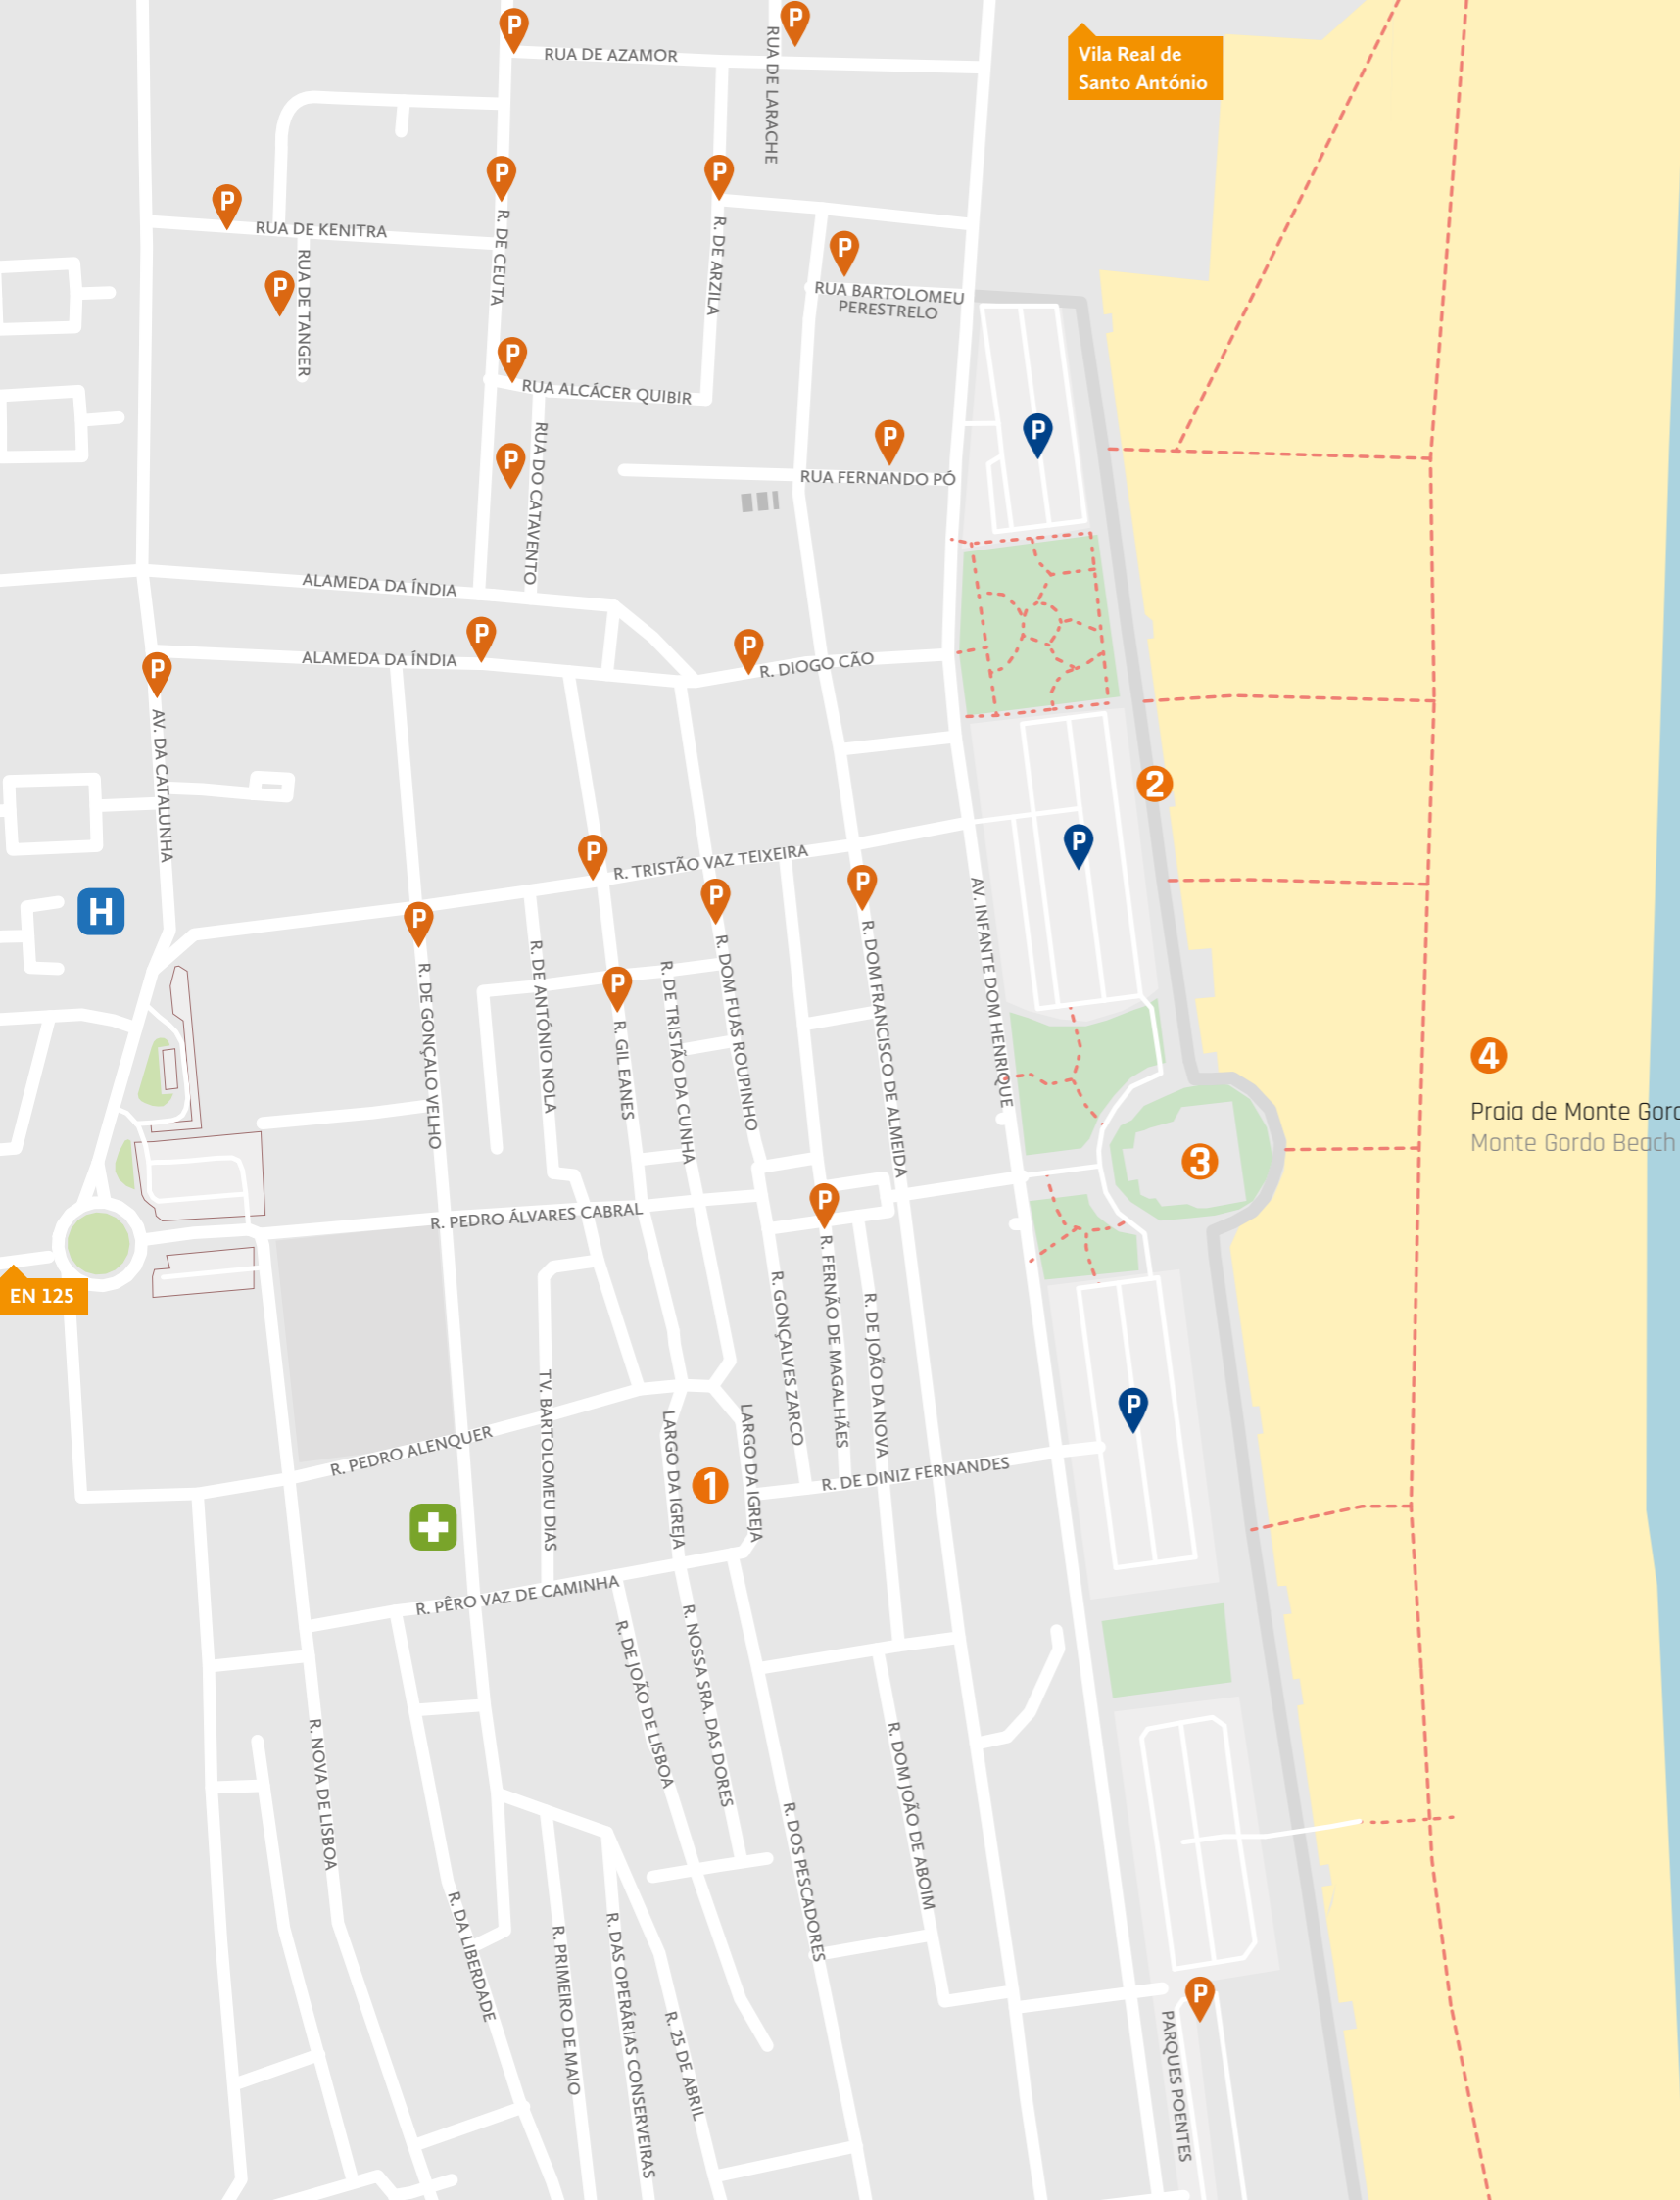 P
P
RUA DE AZAMOR
RUA DE LARACHE
Vila Real de
Santo António
P
P
P
RUA DE KENITRA
R. DE CEUTA
R. DE ARZILA
P
RUA DE TANGER
P
RUA BARTOLOMEU
PERESTRELO
P
RUA ALCÁCER QUIBIR
P
RUA DO CATAVENTO
P
P
RUA FERNANDO PÓ
ALAMEDA DA ÍNDIA
P
ALAMEDA DA ÍNDIA
P
R. DIOGO CÃO
P
AV. DA CATALUNHA
2
P
P
R. TRISTÃO VAZ TEIXEIRA
P
P
P
H
AV. INFANTE DOM HENRIQUE
R. DE GONÇALO VELHO
R. DE ANTÓNIO NOLA
P
R. GIL EANES
R. DE TRISTÃO DA CUNHA
R. DOM FUAS ROUPINHO
R. DOM FRANCISCO DE ALMEIDA
4
Praia de Monte Gord
Monte Gordo Beach
3
P
R. PEDRO ÁLVARES CABRAL
EN 125
R. GONÇALVES ZARCO
R. FERNÃO DE MAGALHÃES
R. DE JOÃO DA NOVA
P
TV. BARTOLOMEU DIAS
R. PEDRO ALENQUER
LARGO DA IGREJA
1
LARGO DA IGREJA
R. DE DINIZ FERNANDES
R. PÊRO VAZ DE CAMINHA
R. DE JOÃO DE LISBOA
R. NOSSA SRA. DAS DORES
R. NOVA DE LISBOA
R. DOS PESCADORES
R. DOM JOÃO DE ABOIM
R. DA LIBERDADE
R. PRIMEIRO DE MAIO
R. DAS OPERÁRIAS CONSERVEIRAS
R. 25 DE ABRIL
P
PARQUES POENTES